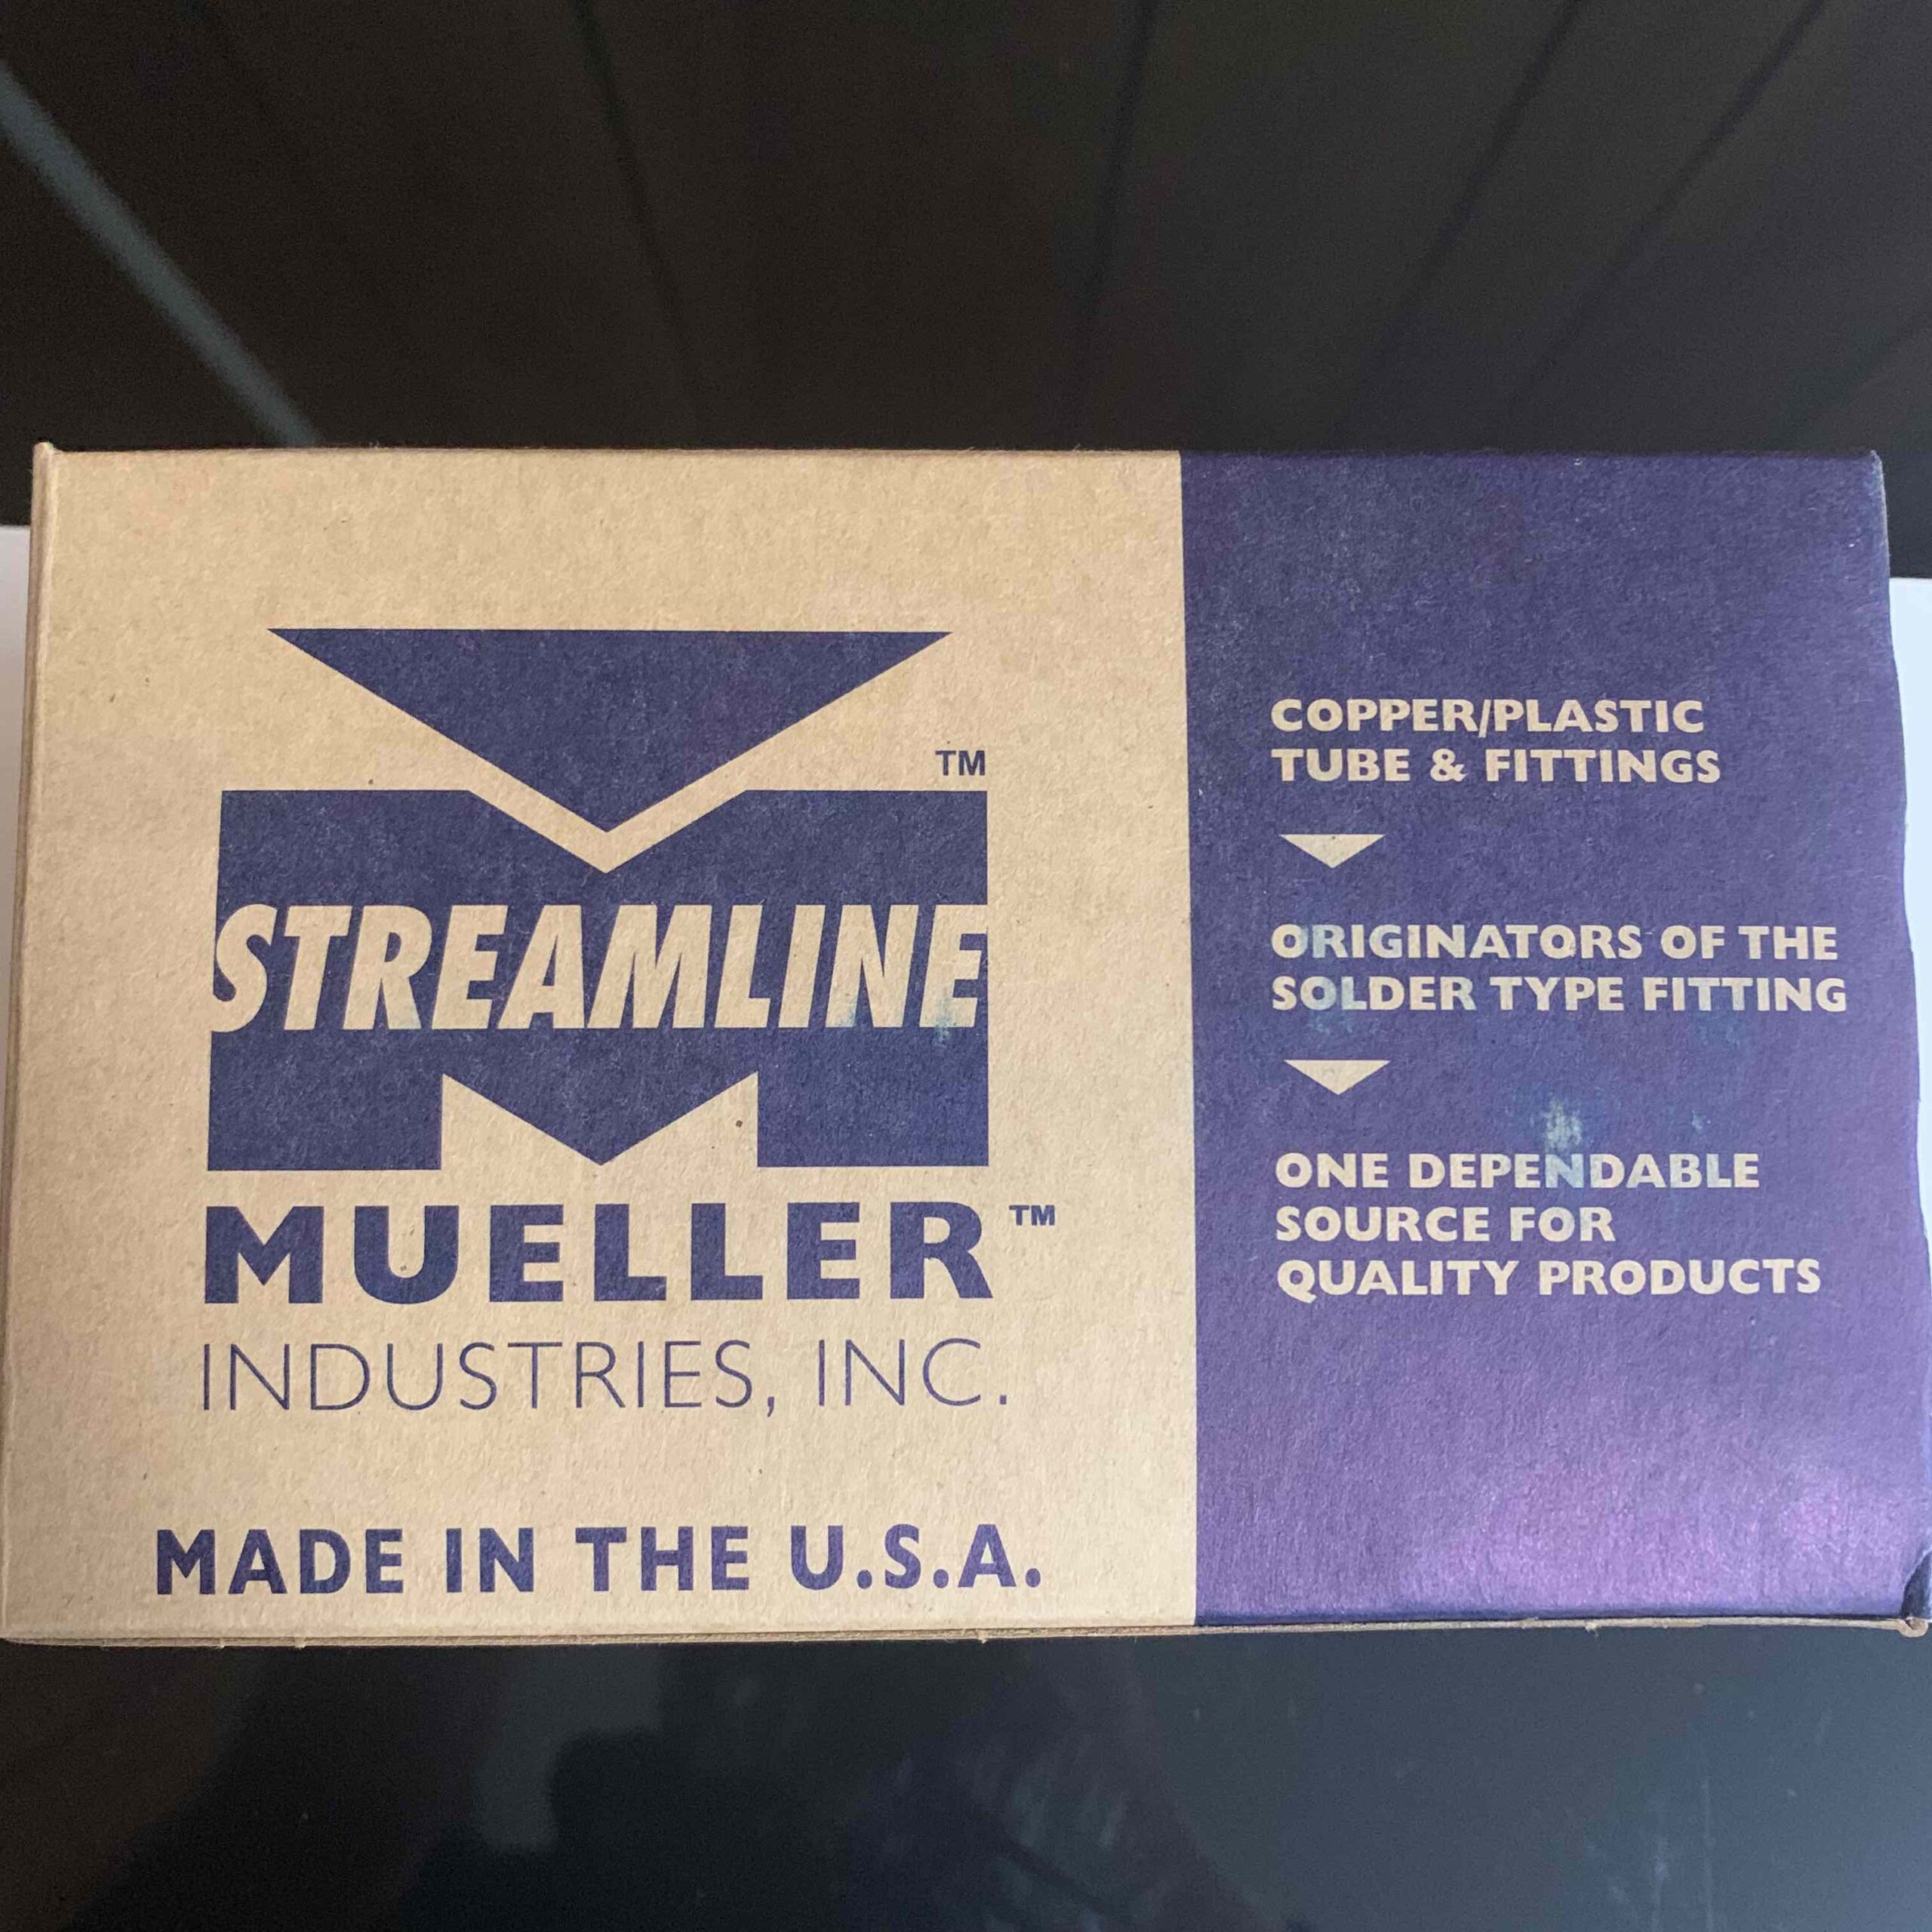 TM
STREAMLINE
MUELLER™
INDUSTRIES, INC.
MADE IN THE U.S.A.
COPPER/PLASTIC
TUBE & FITTINGS
ORIGINATORS OF THE
SOLDER TYPE FITTING
ONE DEPENDABLE
SOURCE FOR
QUALITY PRODUCTS